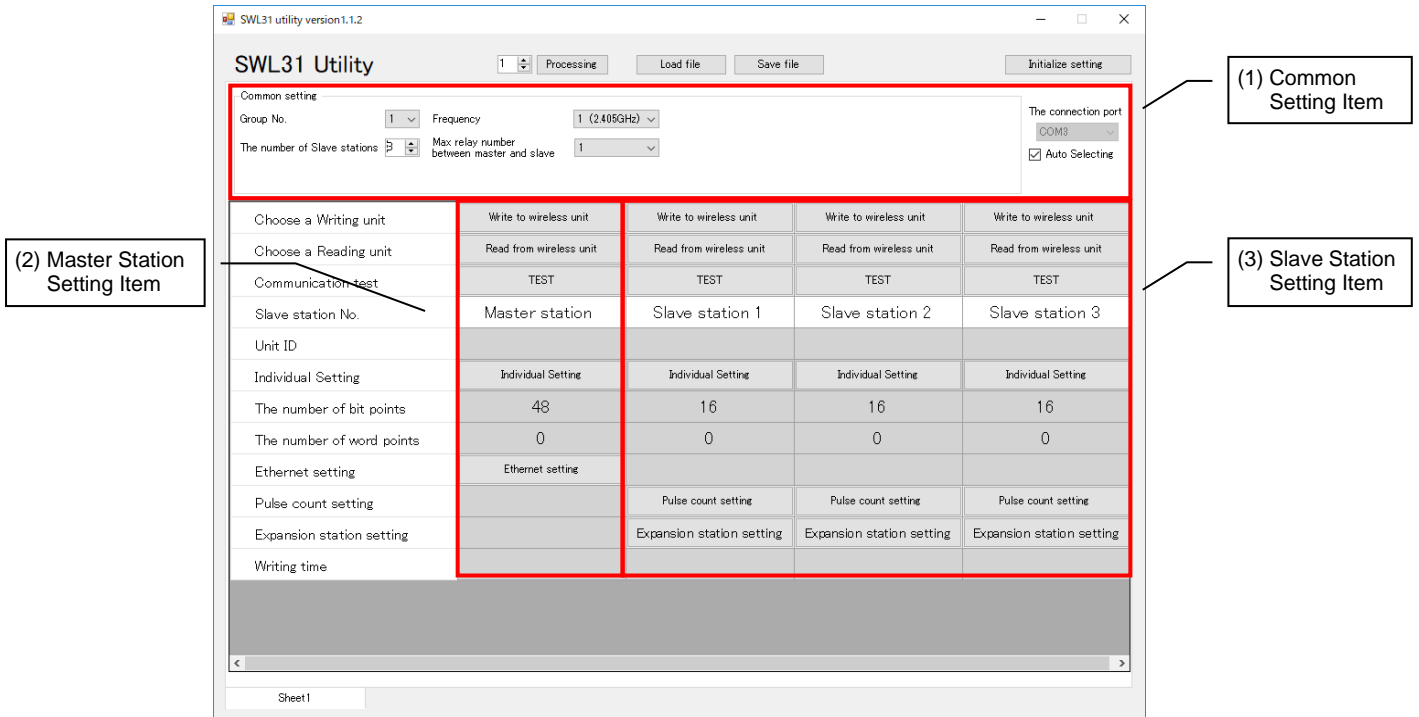 SWL31 utility version1.1.2
SWL31 Utility
1 Processing Load file Save file Initialize setting
Common setting
Group No. 1 Frequency 1 (2.405GHz) The connection port
COM3
The number of Slave stations 3 Max relay number
between master and slave 1
Auto Selecting
(1) Common
Setting Item
Choose a Writing unit Write to wireless unit Write to wireless unit Write to wireless unit Write to wireless unit
Choose a Reading unit Read from wireless unit Read from wireless unit Read from wireless unit Read from wireless unit
(2) Master Station
Setting Item
(3) Slave Station
Setting Item
Communication test TEST TEST TEST TEST
Slave station No. Master station Slave station 1 Slave station 2 Slave station 3
Unit ID
Individual Setting Individual Setting Individual Setting Individual Setting Individual Setting
The number of bit points 48 16 16 16
The number of word points 0 0 0 0
Ethernet setting Ethernet setting
Pulse count setting Pulse count setting Pulse count setting Pulse count setting
Expansion station setting Expansion station setting Expansion station setting Expansion station setting
Writing time
Sheet1